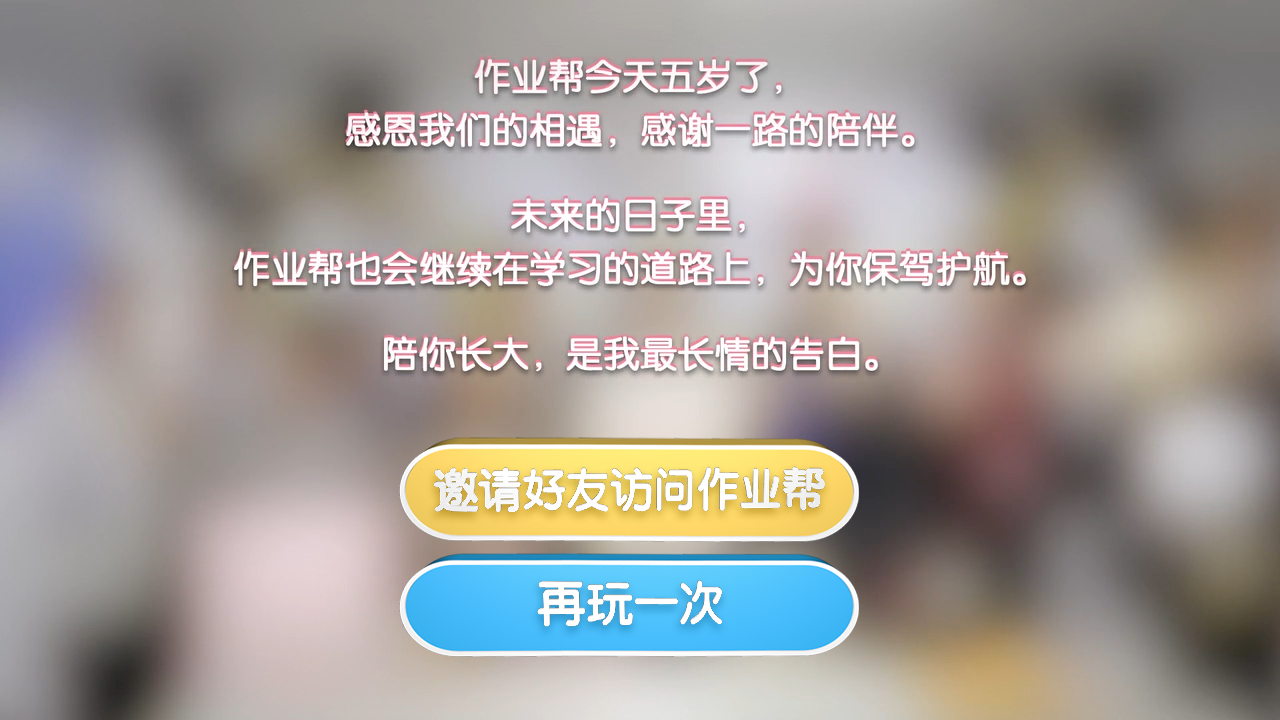 作业帮今天五岁了，
感恩我们的相遇，感谢一路的陪伴。
未来的日子里，
作业帮也会继续在学习的道路上，为你保驾护航。
陪你长大，是我最长情的告白。
邀请好友访问作业帮
再玩一次